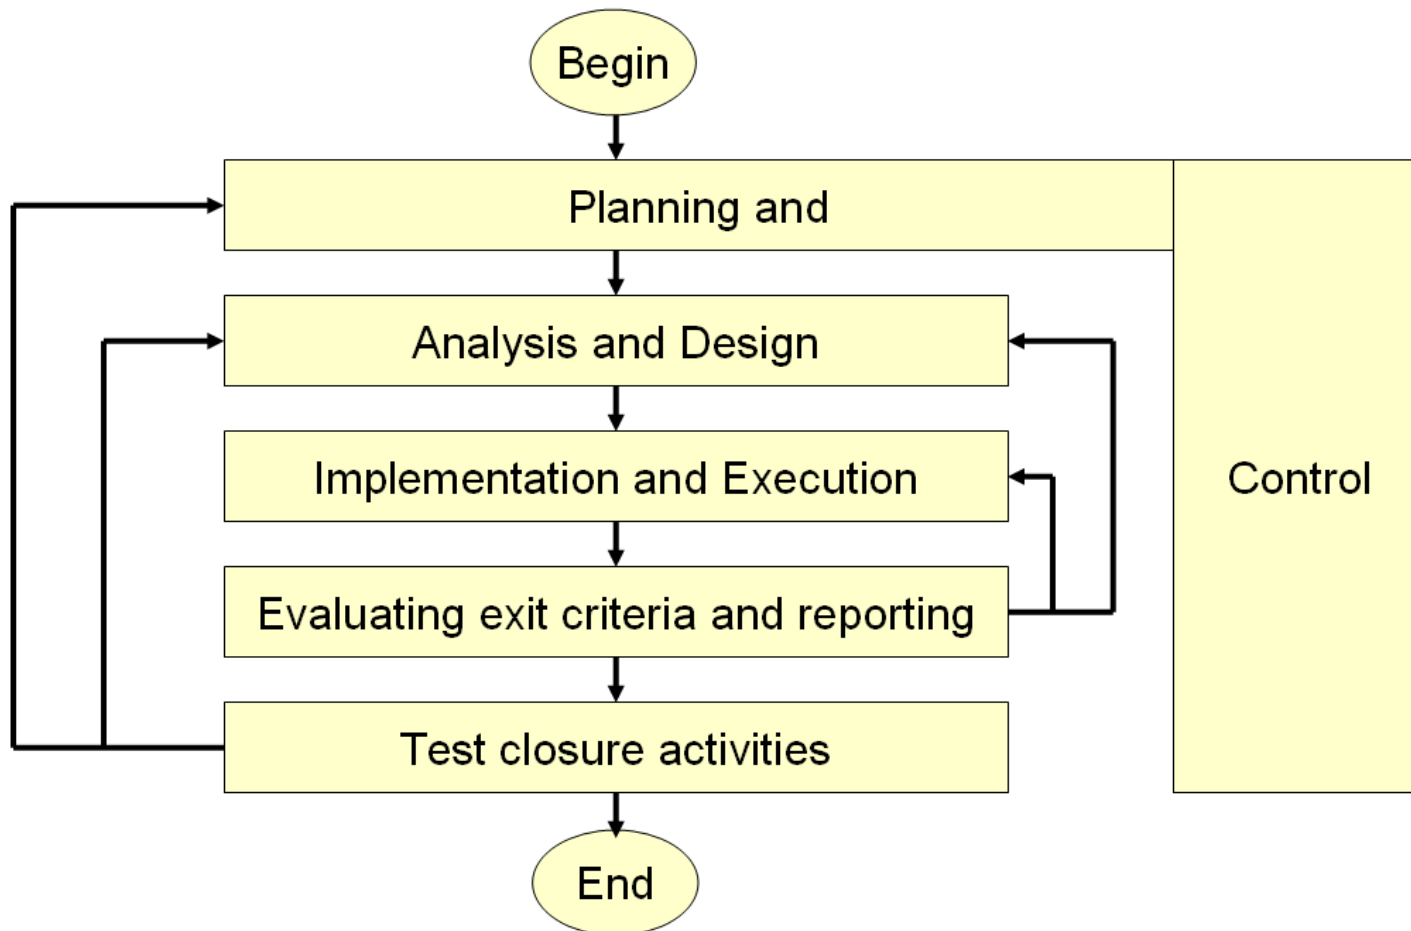 Begin
Planning and
Control
Analysis and Design
Implementation and Execution
Evaluating exit criteria and reporting
Test closure activities
End